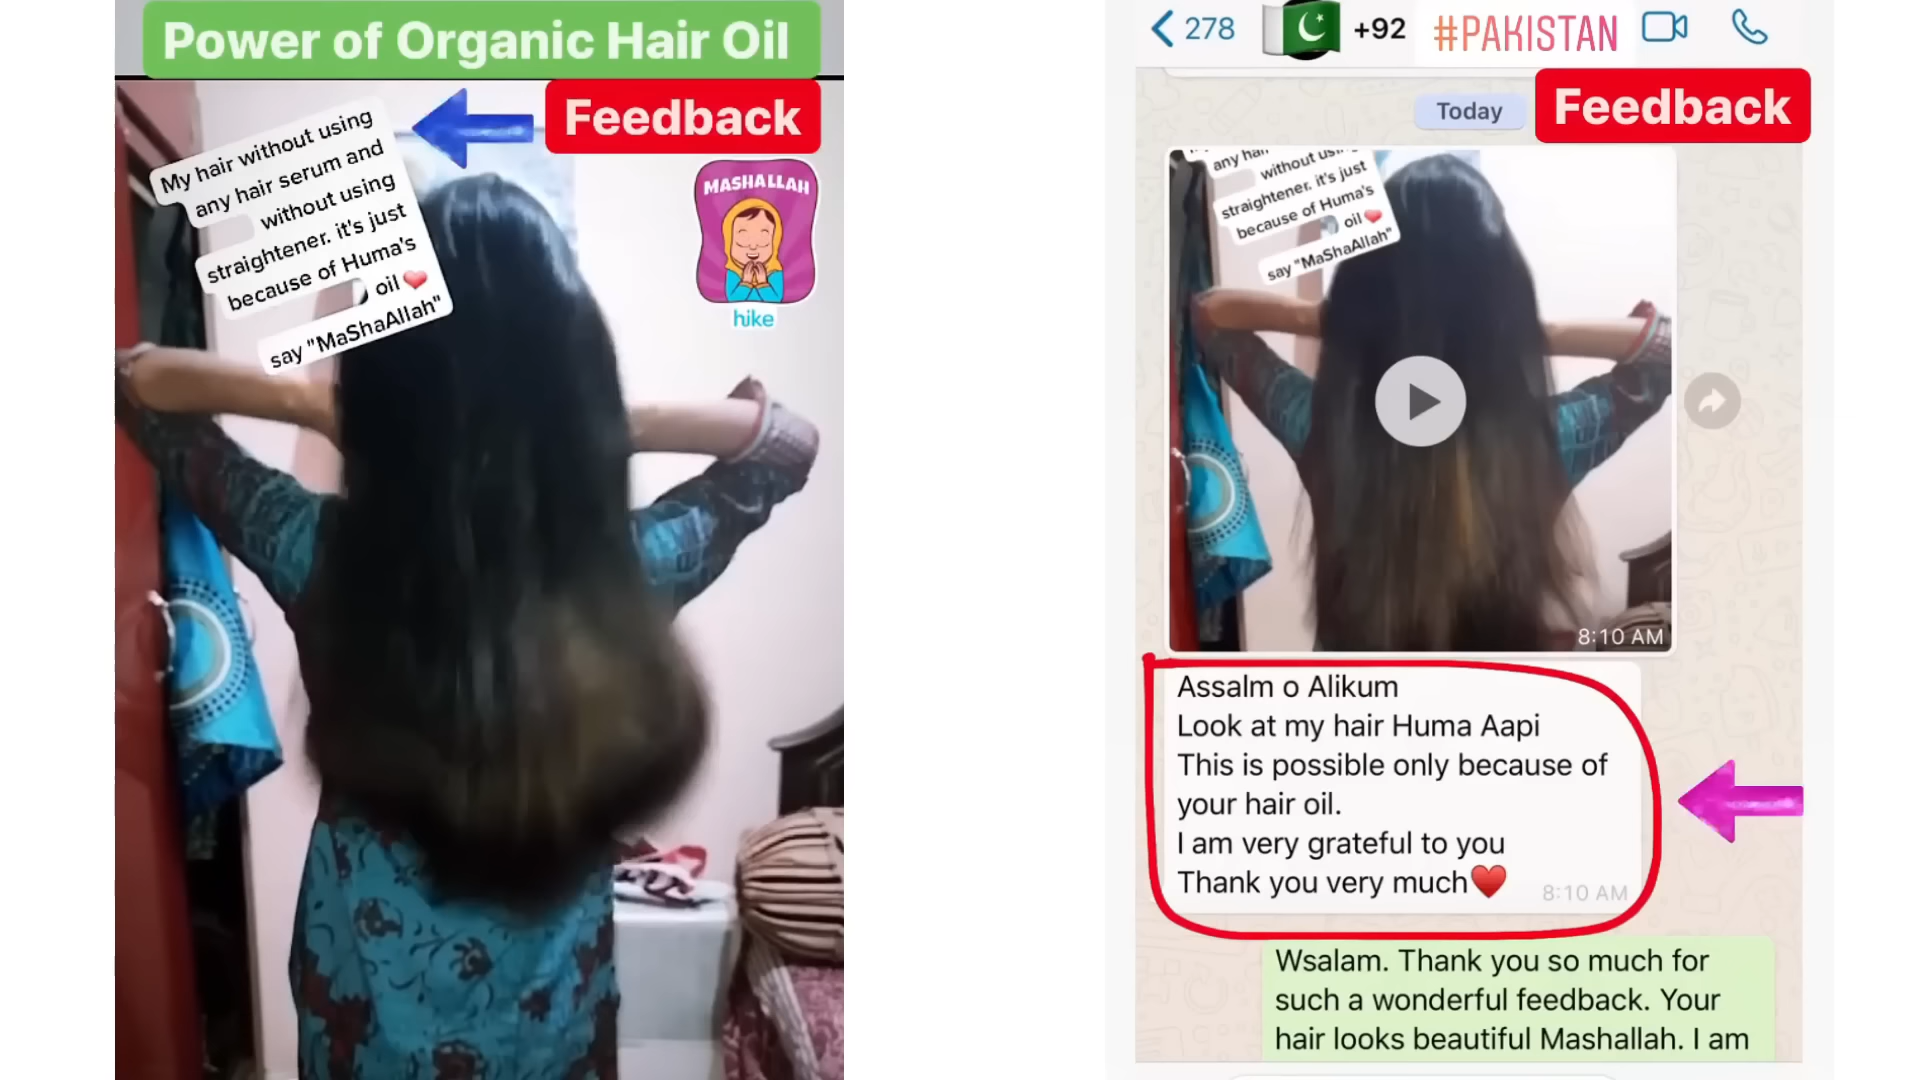 Power of Organic Hair Oil
Feedback
My hair without using
any hair serum and
without using
straightener. it's just
because of Huma's
oil ❤
say "MaShaAllah"
MASHALLAH
hike
278
+92
#PAKISTAN
Feedback
Today
any hair
without using
straightener. it's just
because of Huma's
oil ❤
say "MaShaAllah"
8:10 AM
Assalm o Alikum
Look at my hair Huma Aapi
This is possible only because of
your hair oil.
I am very grateful to you
Thank you very much♥
8:10 AM
Wsalam. Thank you so much for
such a wonderful feedback. Your
hair looks beautiful Mashallah. I am